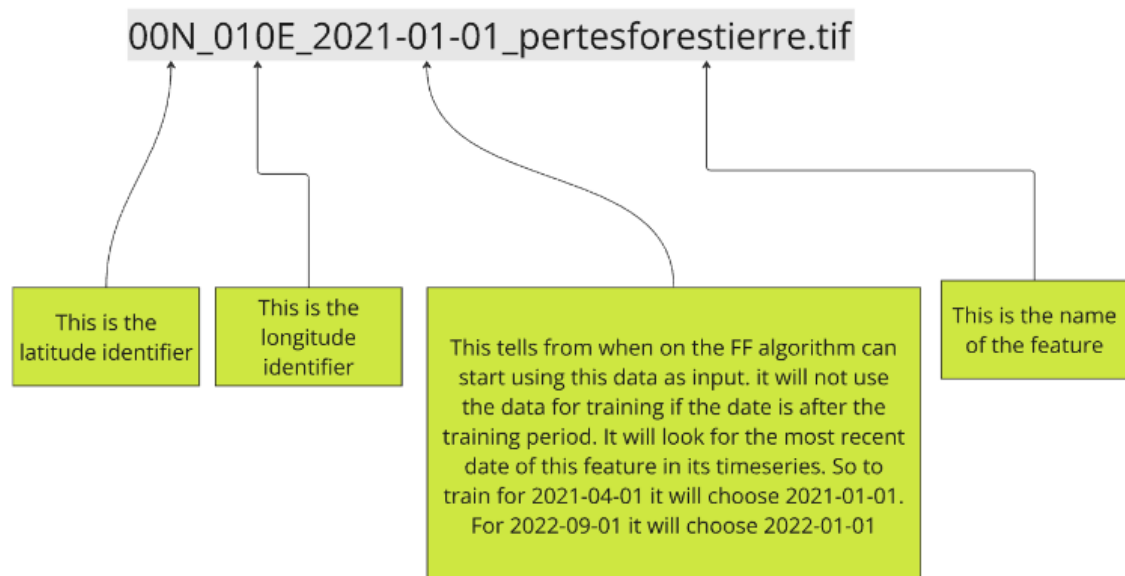 00N_010E_2021-01-01_pertesforestierre.tif
This is the
latitude identifier
This is the
longitude
identifier
This tells from when on the FF algorithm can
start using this data as input. it will not use
the data for training if the date is after the
training period. It will look for the most recent
date of this feature in its timeseries. So to
train for 2021-04-01 it will choose 2021-01-01.
For 2022-09-01 it will choose 2022-01-01
This is the name
of the feature